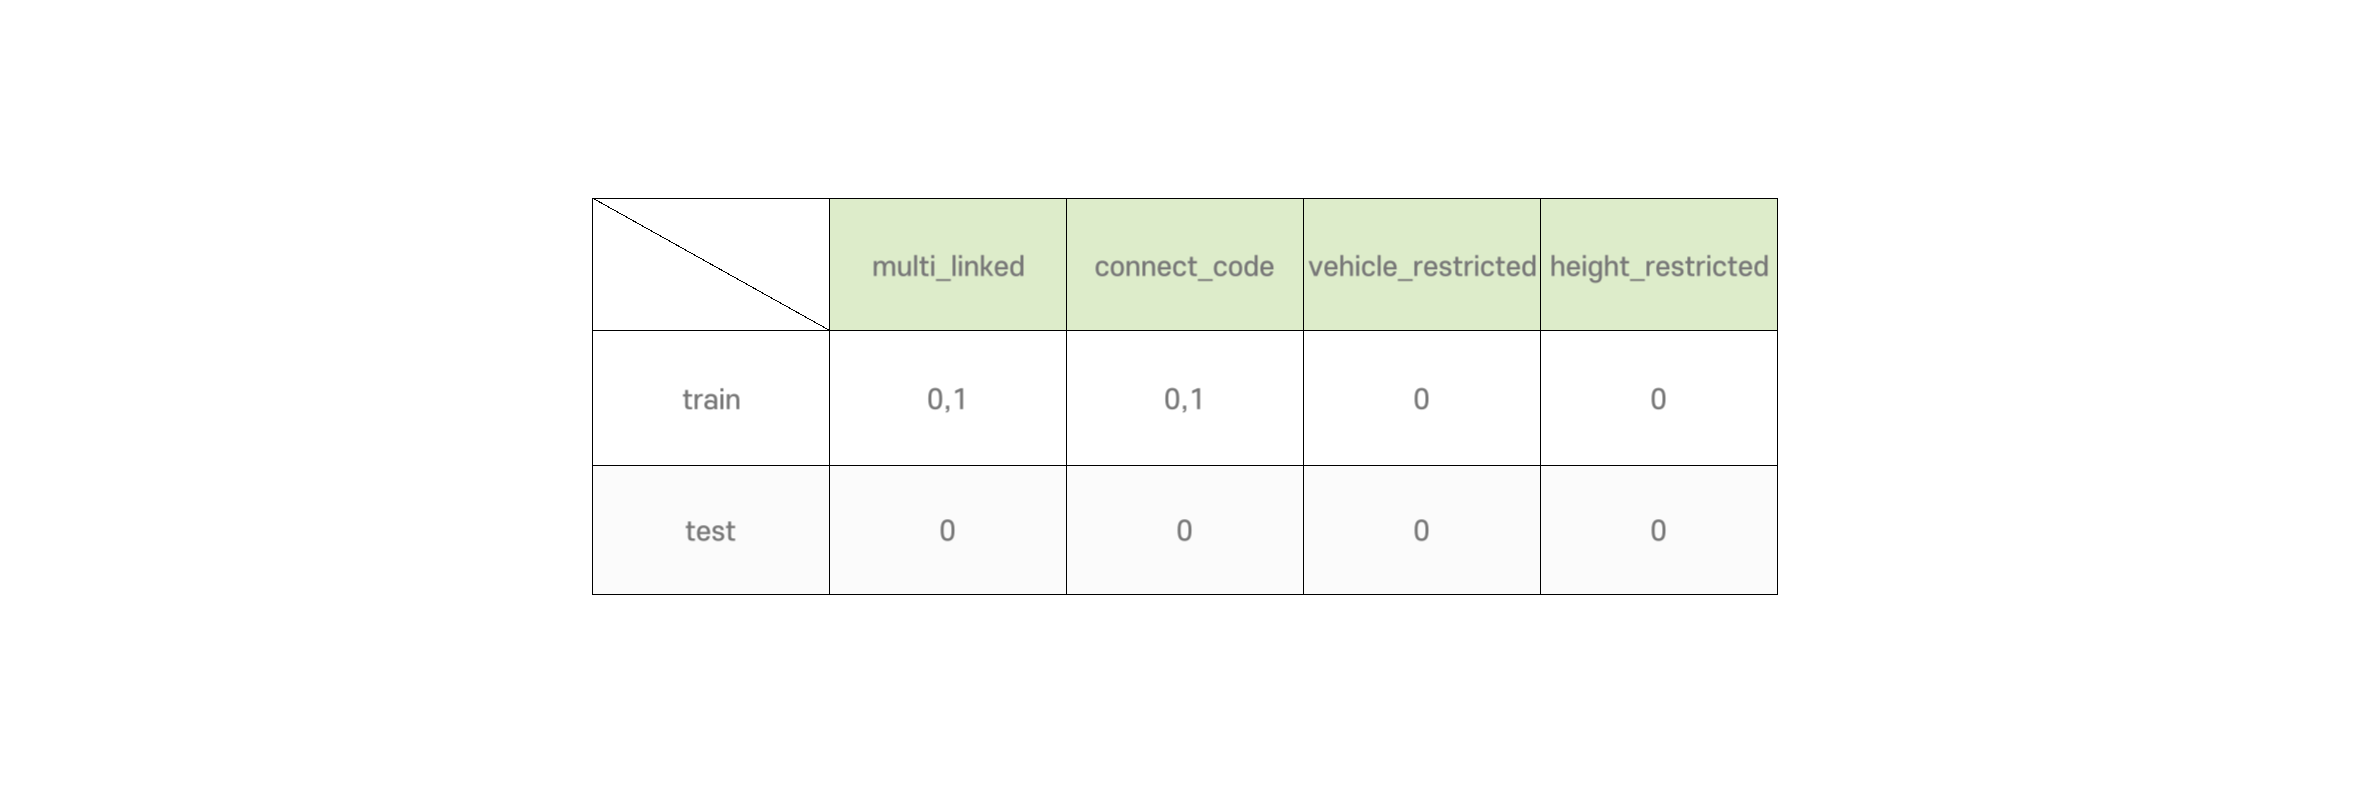 multi_linked connect_code vehicle_restricted height_restricted
train 0,1 0,1 0 0
test 0 0 0 0